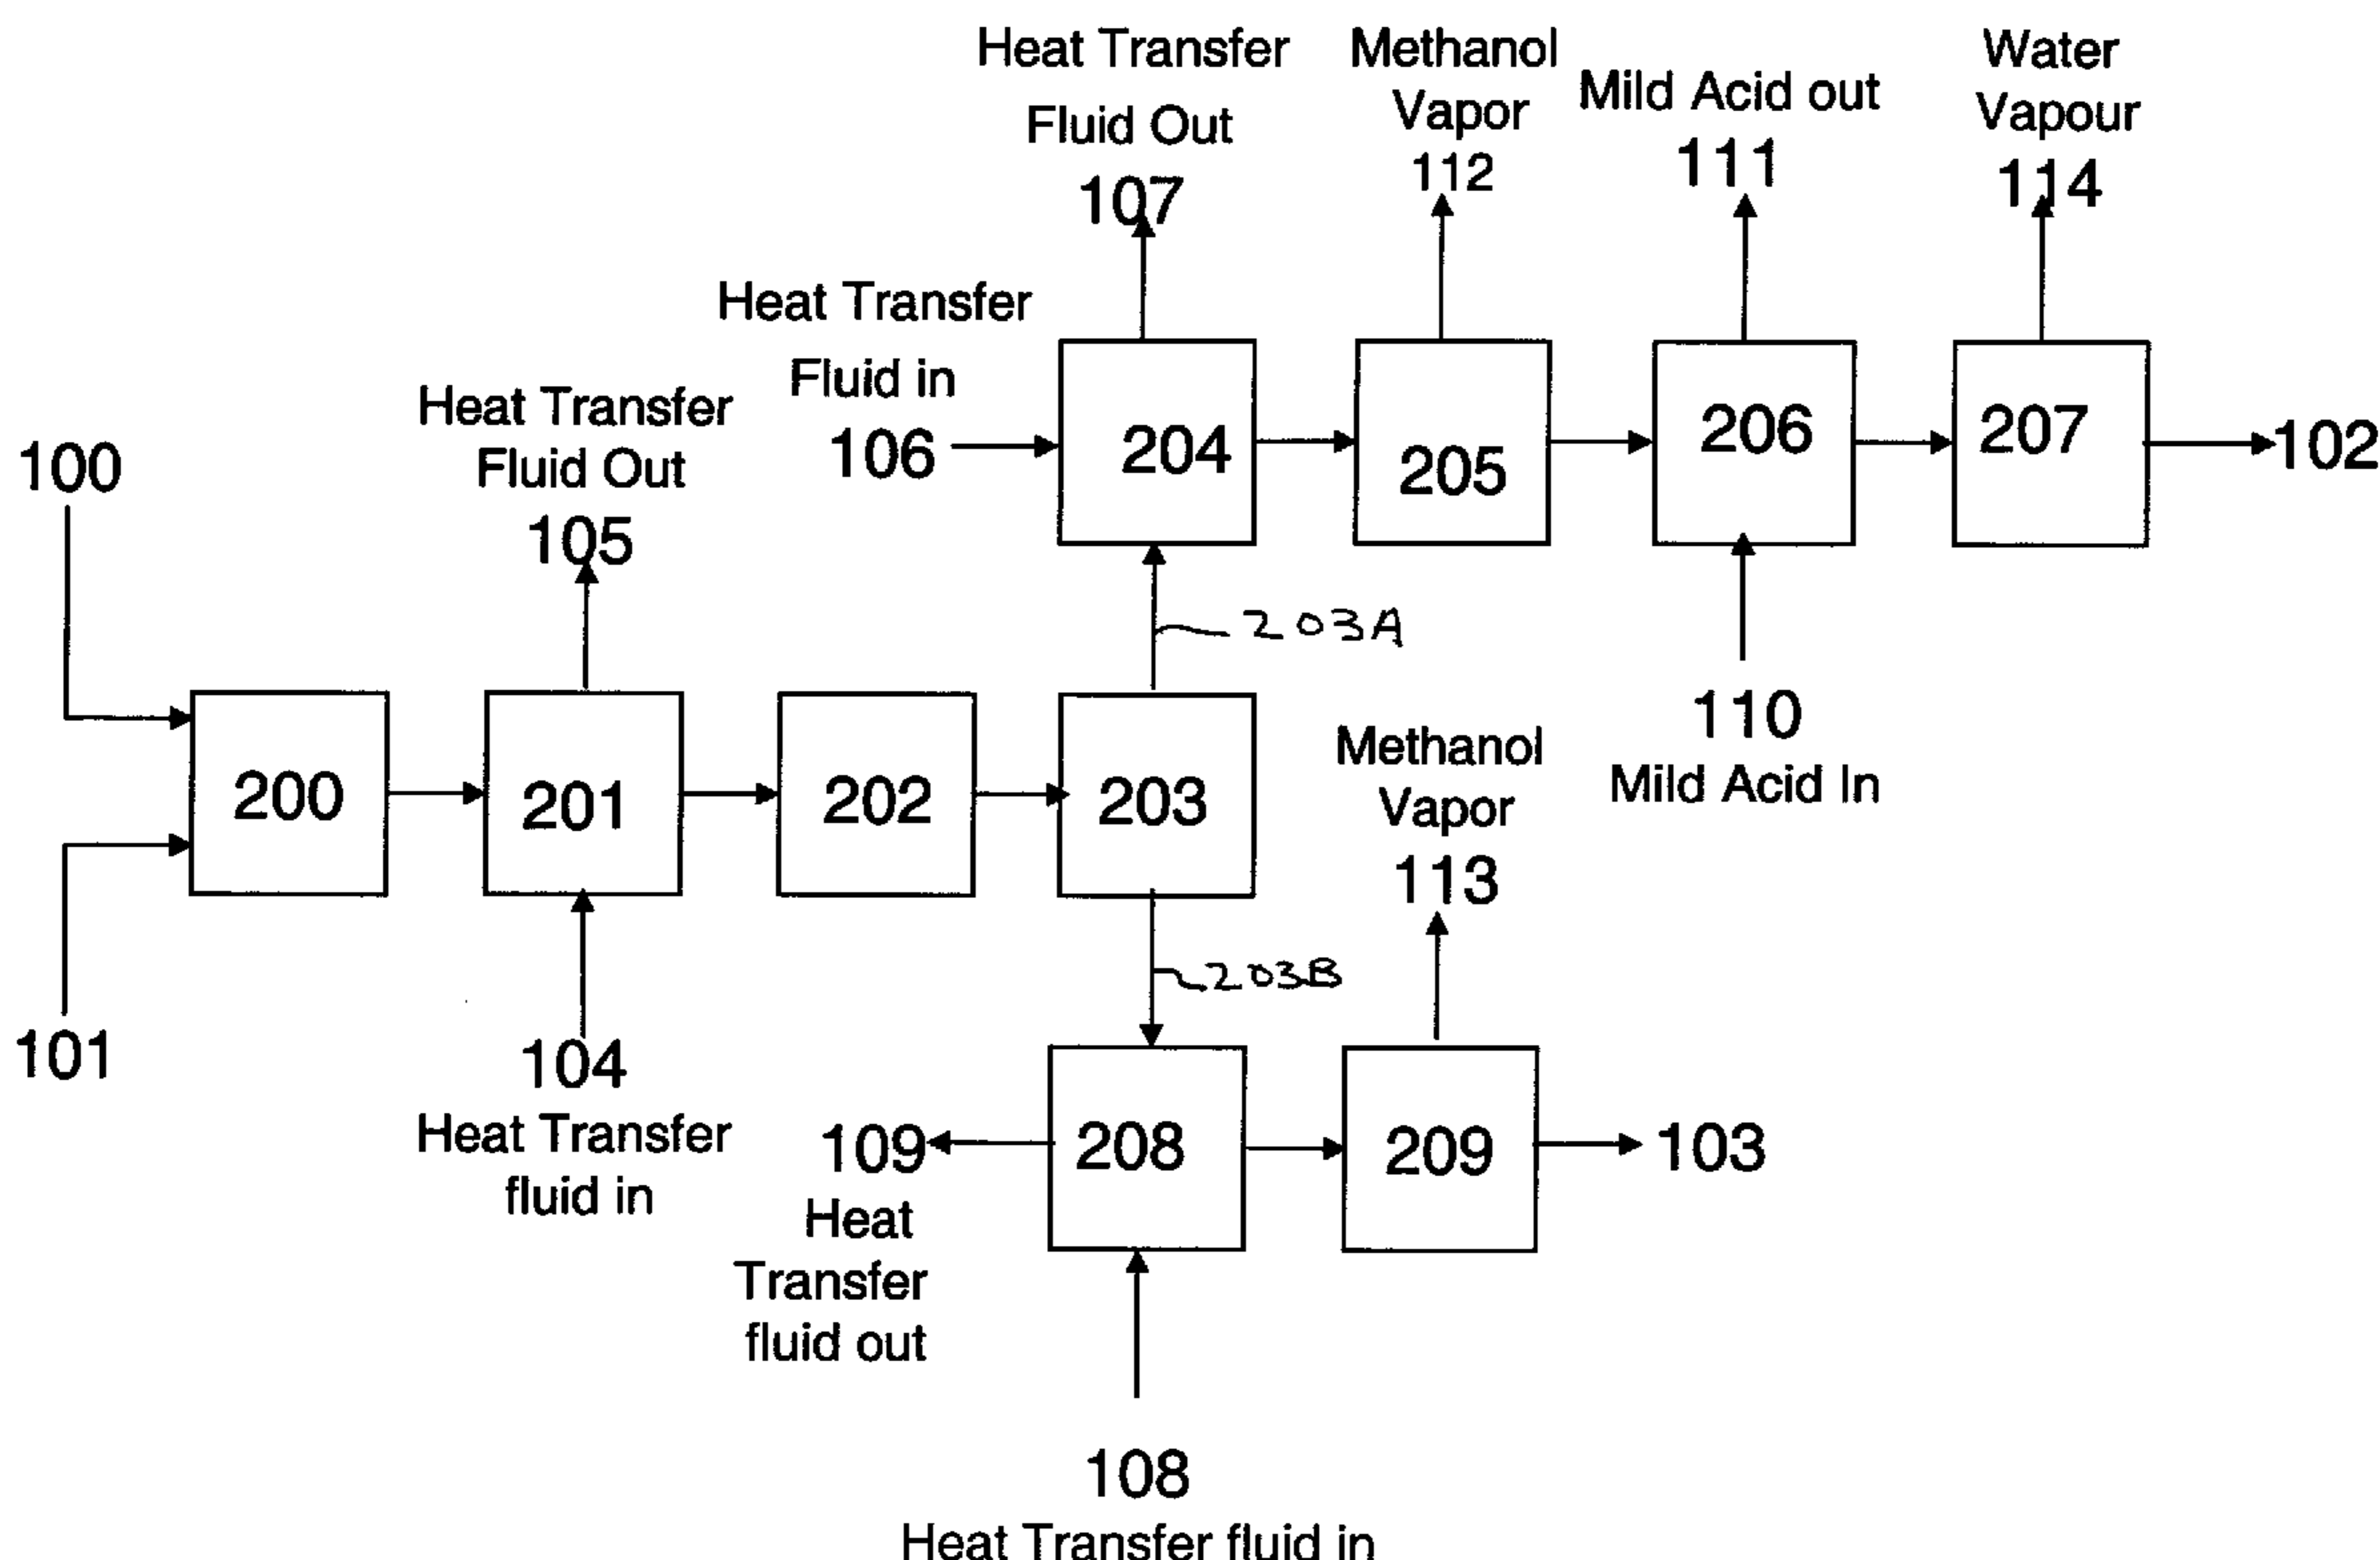 Heat Transfer
Fluid Out
107
Methanol
Vapor
112
Mild Acid out
111
Water
Vapour
114
Heat Transfer
Fluid in
106
204
205
206
207
102
Heat Transfer
Fluid Out
105
100
203A
110
Mild Acid In
200
201
202
203
Methanol
Vapor
113
203B
101
104
Heat Transfer
fluid in
109
Heat
Transfer
fluid out
208
209
103
108
Heat Transfer fluid in